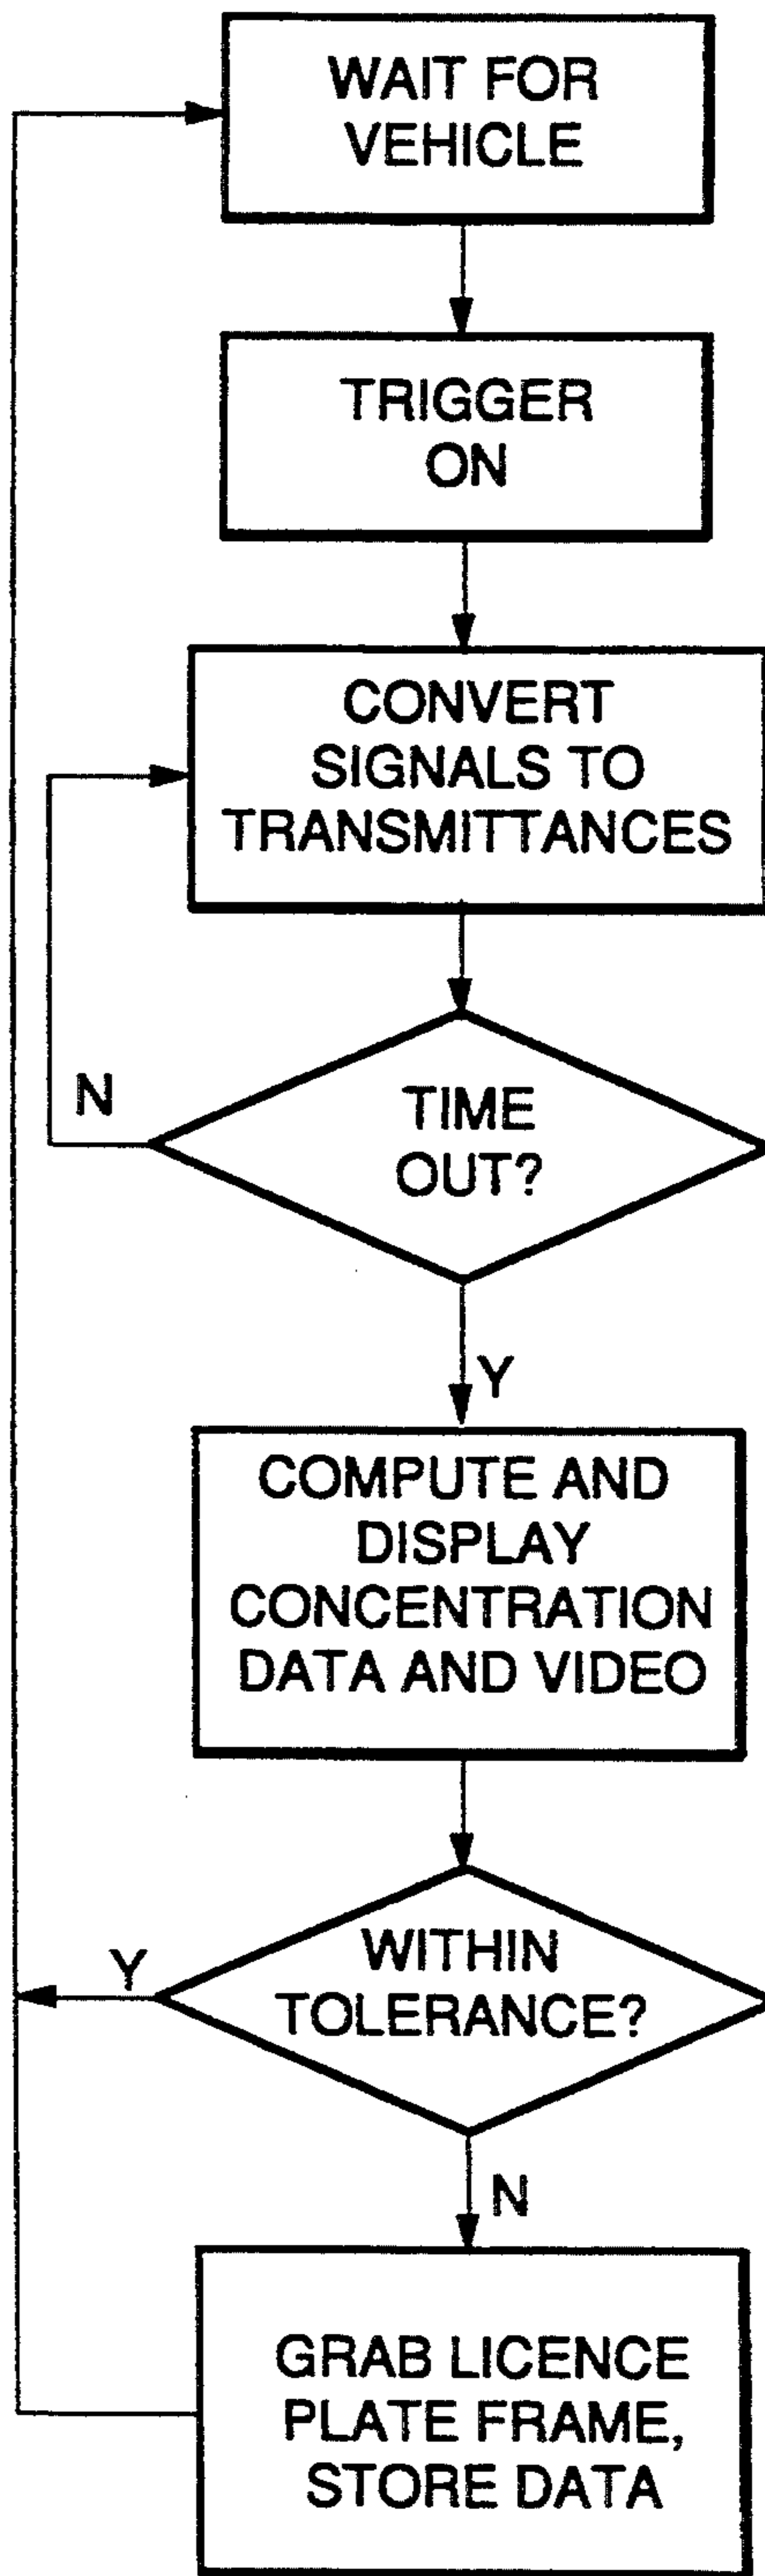 WAIT FOR
VEHICLE
TRIGGER
ON
CONVERT
SIGNALS TO
TRANSMITTANCES
N
TIME
OUT?
Y
COMPUTE AND
DISPLAY
CONCENTRATION
DATA AND VIDEO
Y
WITHIN
TOLERANCE?
N
GRAB LICENCE
PLATE FRAME,
STORE DATA